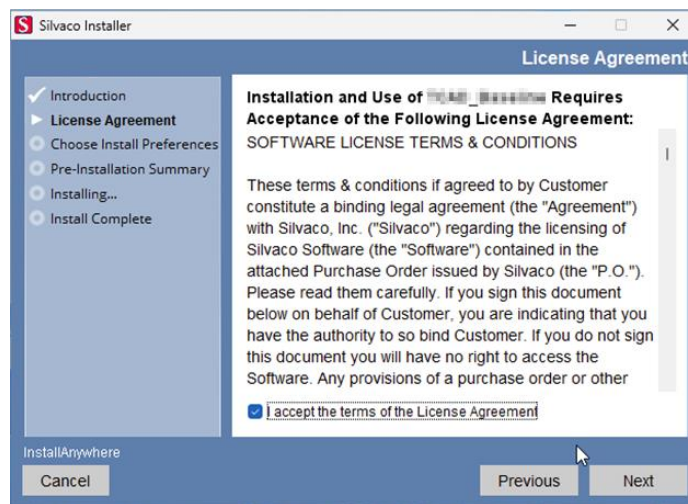 Silvaco Installer
License Agreement
Introduction
License Agreement
Choose Install Preferences
Pre-Installation Summary
Installing...
Install Complete
Installation and Use of Requires
Acceptance of the Following License Agreement:
SOFTWARE LICENSE TERMS & CONDITIONS
These terms & conditions if agreed to by Customer
constitute a binding legal agreement (the "Agreement")
with Silvaco, Inc. ("Silvaco") regarding the licensing of
Silvaco Software (the "Software") contained in the
attached Purchase Order issued by Silvaco (the "P.O.").
Please read them carefully. If you sign this document
below on behalf of Customer, you are indicating that you
have the authority to so bind Customer. If you do not sign
this document you will have no right to access the
Software. Any provisions of a purchase order or other
I accept the terms of the License Agreement
InstallAnywhere
Cancel
Previous
Next